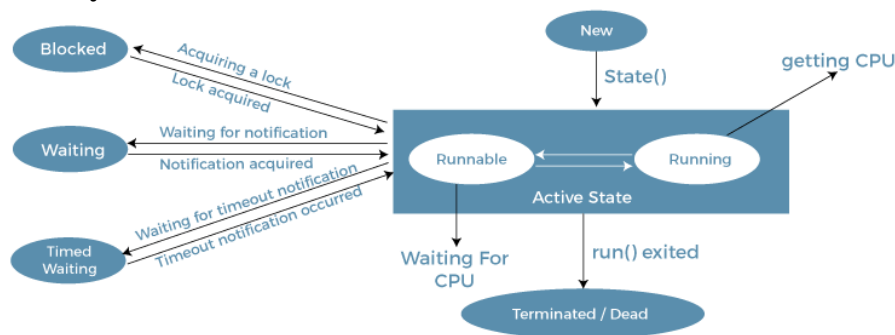 New
Blocked
Acquiring a lock
Lock acquired
State()
getting CPU
Waiting for notification
Waiting
Notification acquired
Runnable
Running
Active State
Waiting for timeout notification
Timeout notification occurred
Timed
Waiting
Waiting For
CPU
run() exited
Terminated / Dead